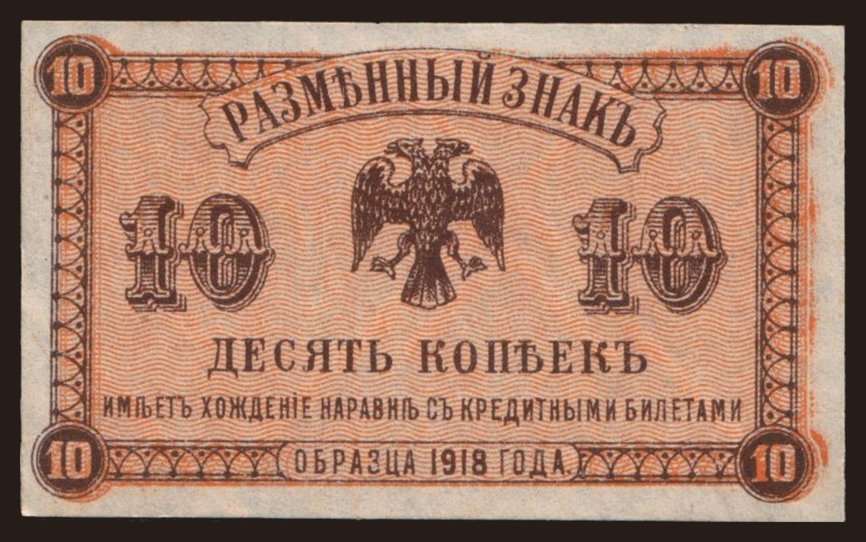 10 10
РАЗМѢННЫЙ ЗНАКЪ
10 10
ДЕСЯТЬ КОПѢЕКЪ
ИМѢЕТЪ ХОЖДЕНІЕ НАРАВНѢ СЪ КРЕДИТНЫМИ БИЛЕТАМИ
10 ОБРАЗЦА 1918 ГОДА. 10